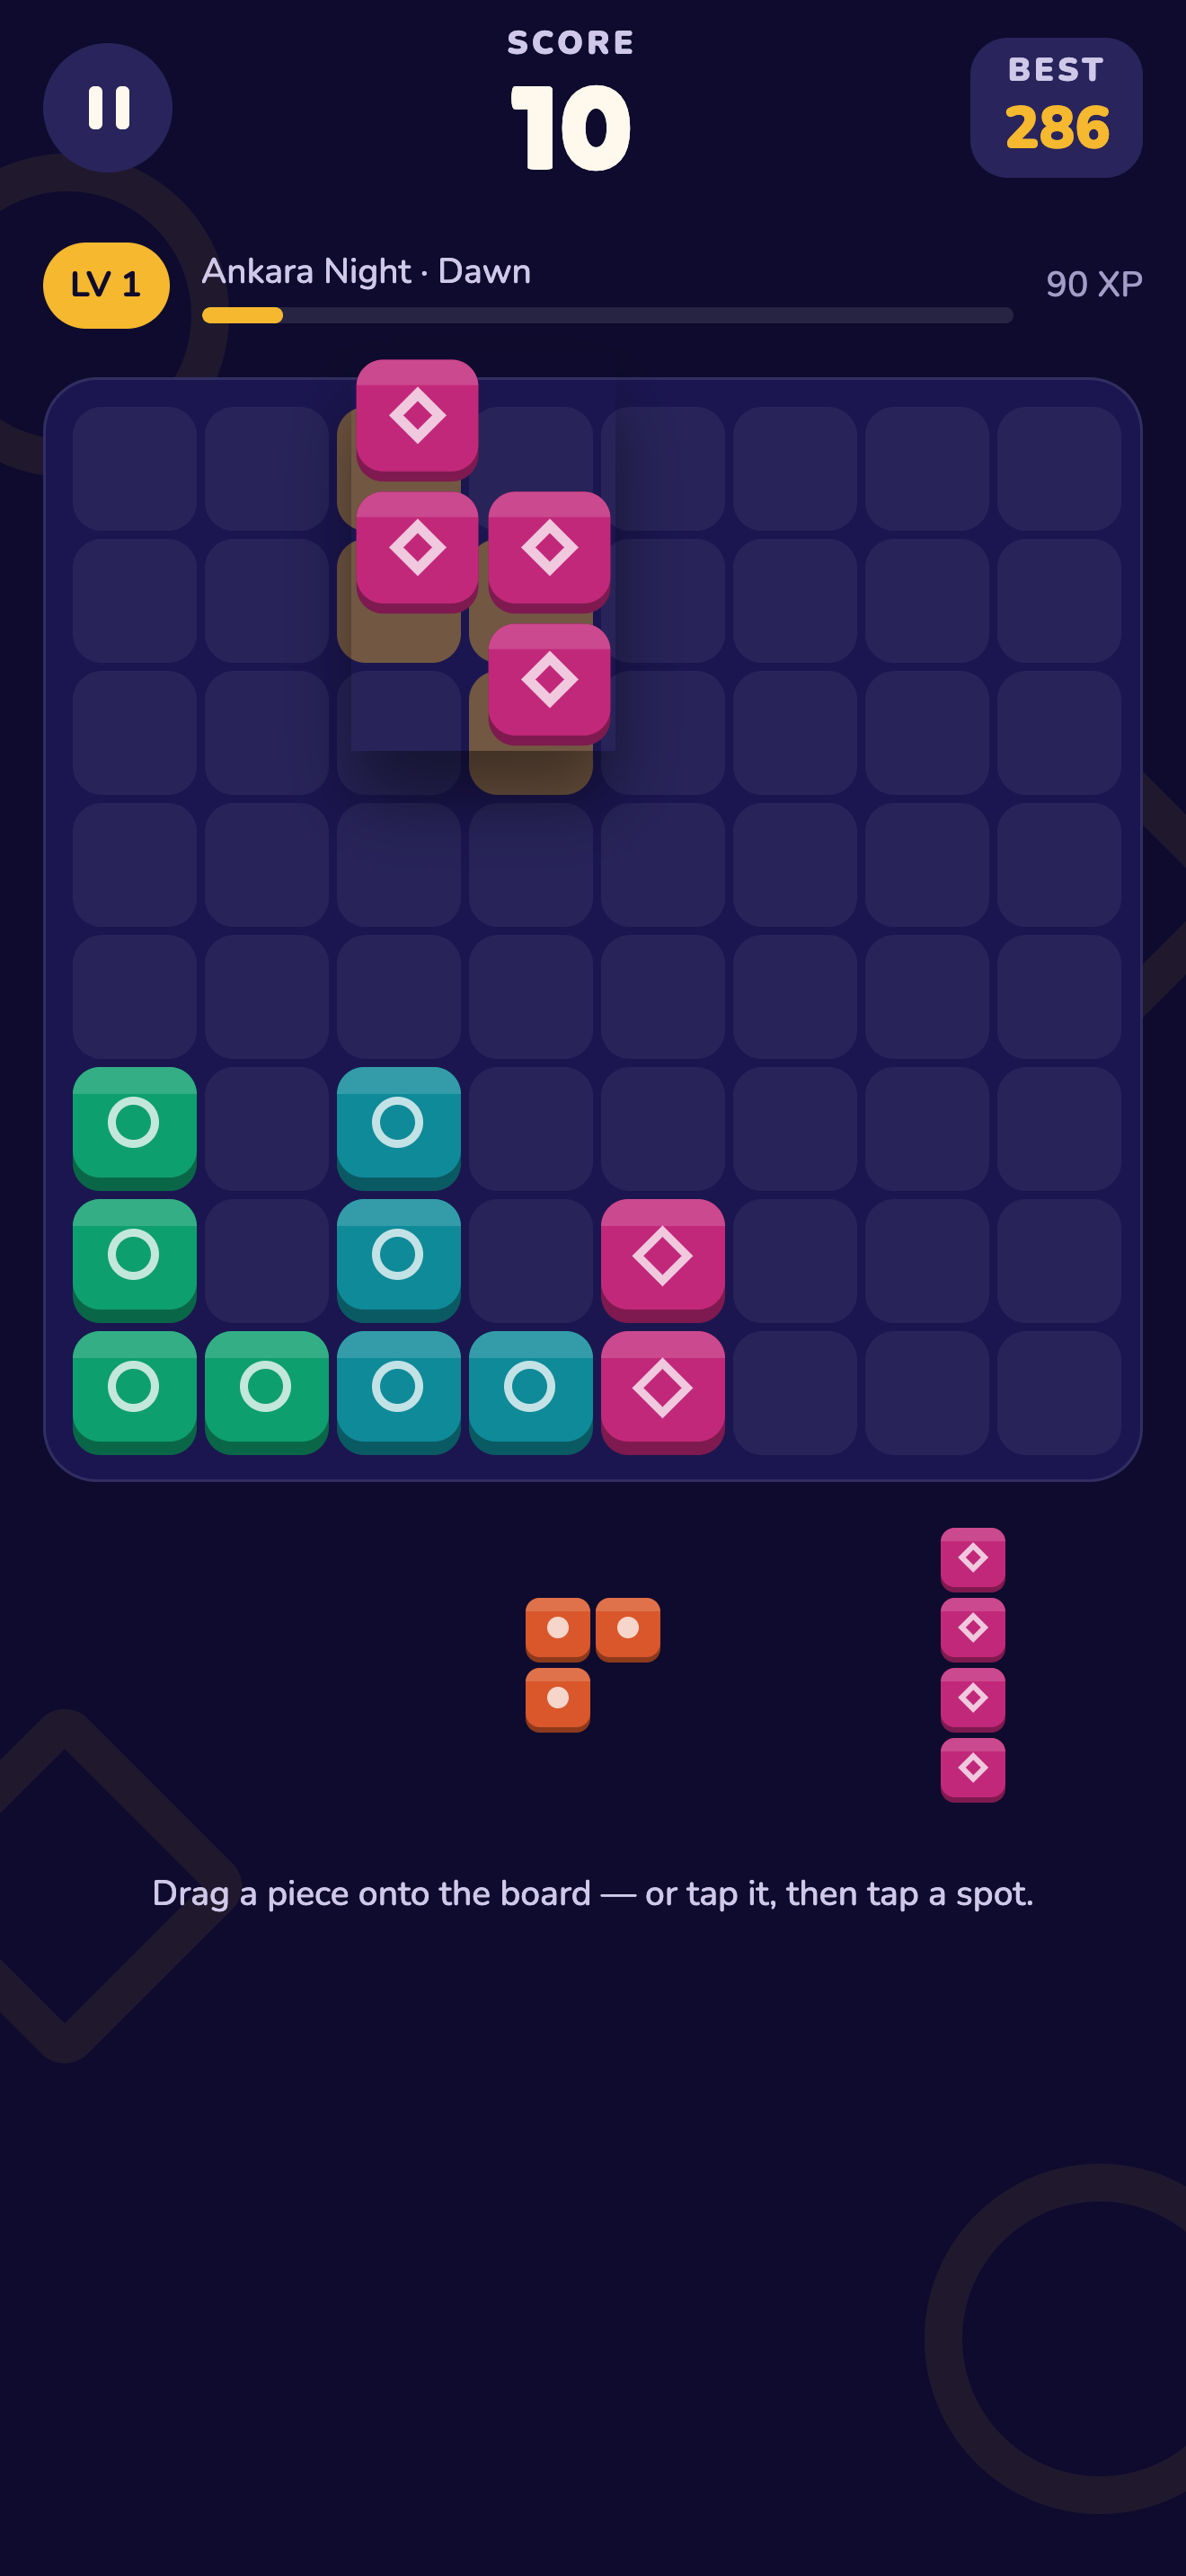 SCORE
10
BEST
286
LV 1
Ankara Night · Dawn
90 XP
Drag a piece onto the board — or tap it, then tap a spot.